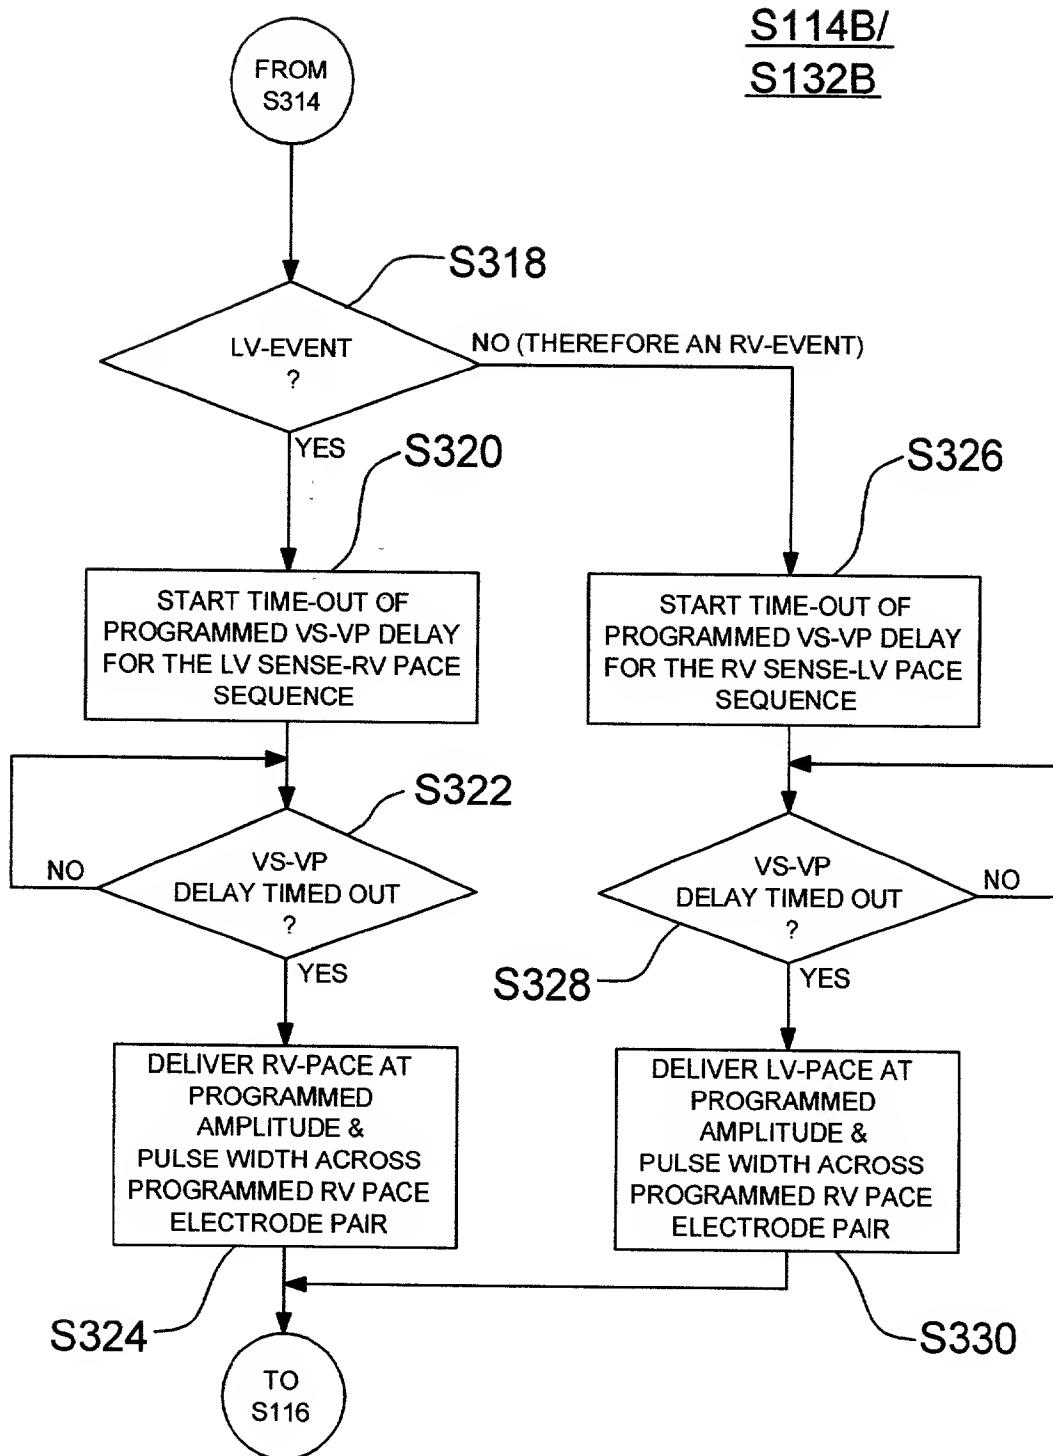 S114B/
S132B
FROM
S314
S318
LV-EVENT
?
NO (THEREFORE AN RV-EVENT)
YES
S320
S326
START TIME-OUT OF
PROGRAMMED VS-VP DELAY
FOR THE LV SENSE-RV PACE
SEQUENCE
START TIME-OUT OF
PROGRAMMED VS-VP DELAY
FOR THE RV SENSE-LV PACE
SEQUENCE
S322
VS-VP
DELAY TIMED OUT
?
NO
YES
VS-VP
DELAY TIMED OUT
?
NO
S328
YES
DELIVER RV-PACE AT
PROGRAMMED
AMPLITUDE &
PULSE WIDTH ACROSS
PROGRAMMED RV PACE
ELECTRODE PAIR
DELIVER LV-PACE AT
PROGRAMMED
AMPLITUDE &
PULSE WIDTH ACROSS
PROGRAMMED RV PACE
ELECTRODE PAIR
S324
S330
TO
S116